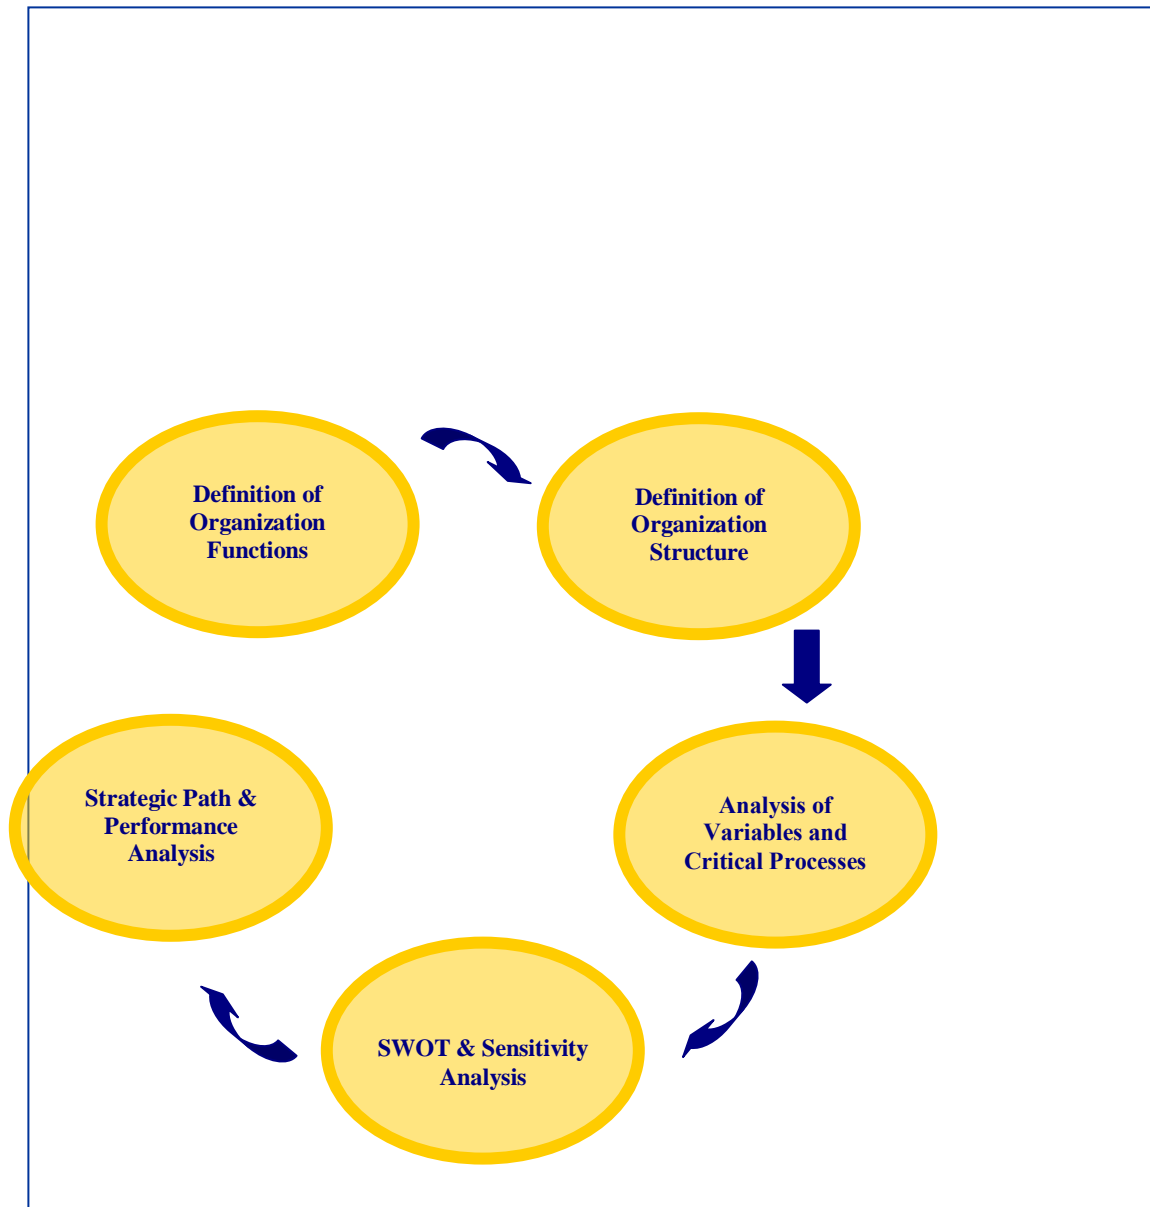 Definition of
Organization
Functions
Definition of
Organization
Structure
Analysis of
Variables and
Critical Processes
SWOT & Sensitivity
Analysis
Strategic Path &
Performance
Analysis